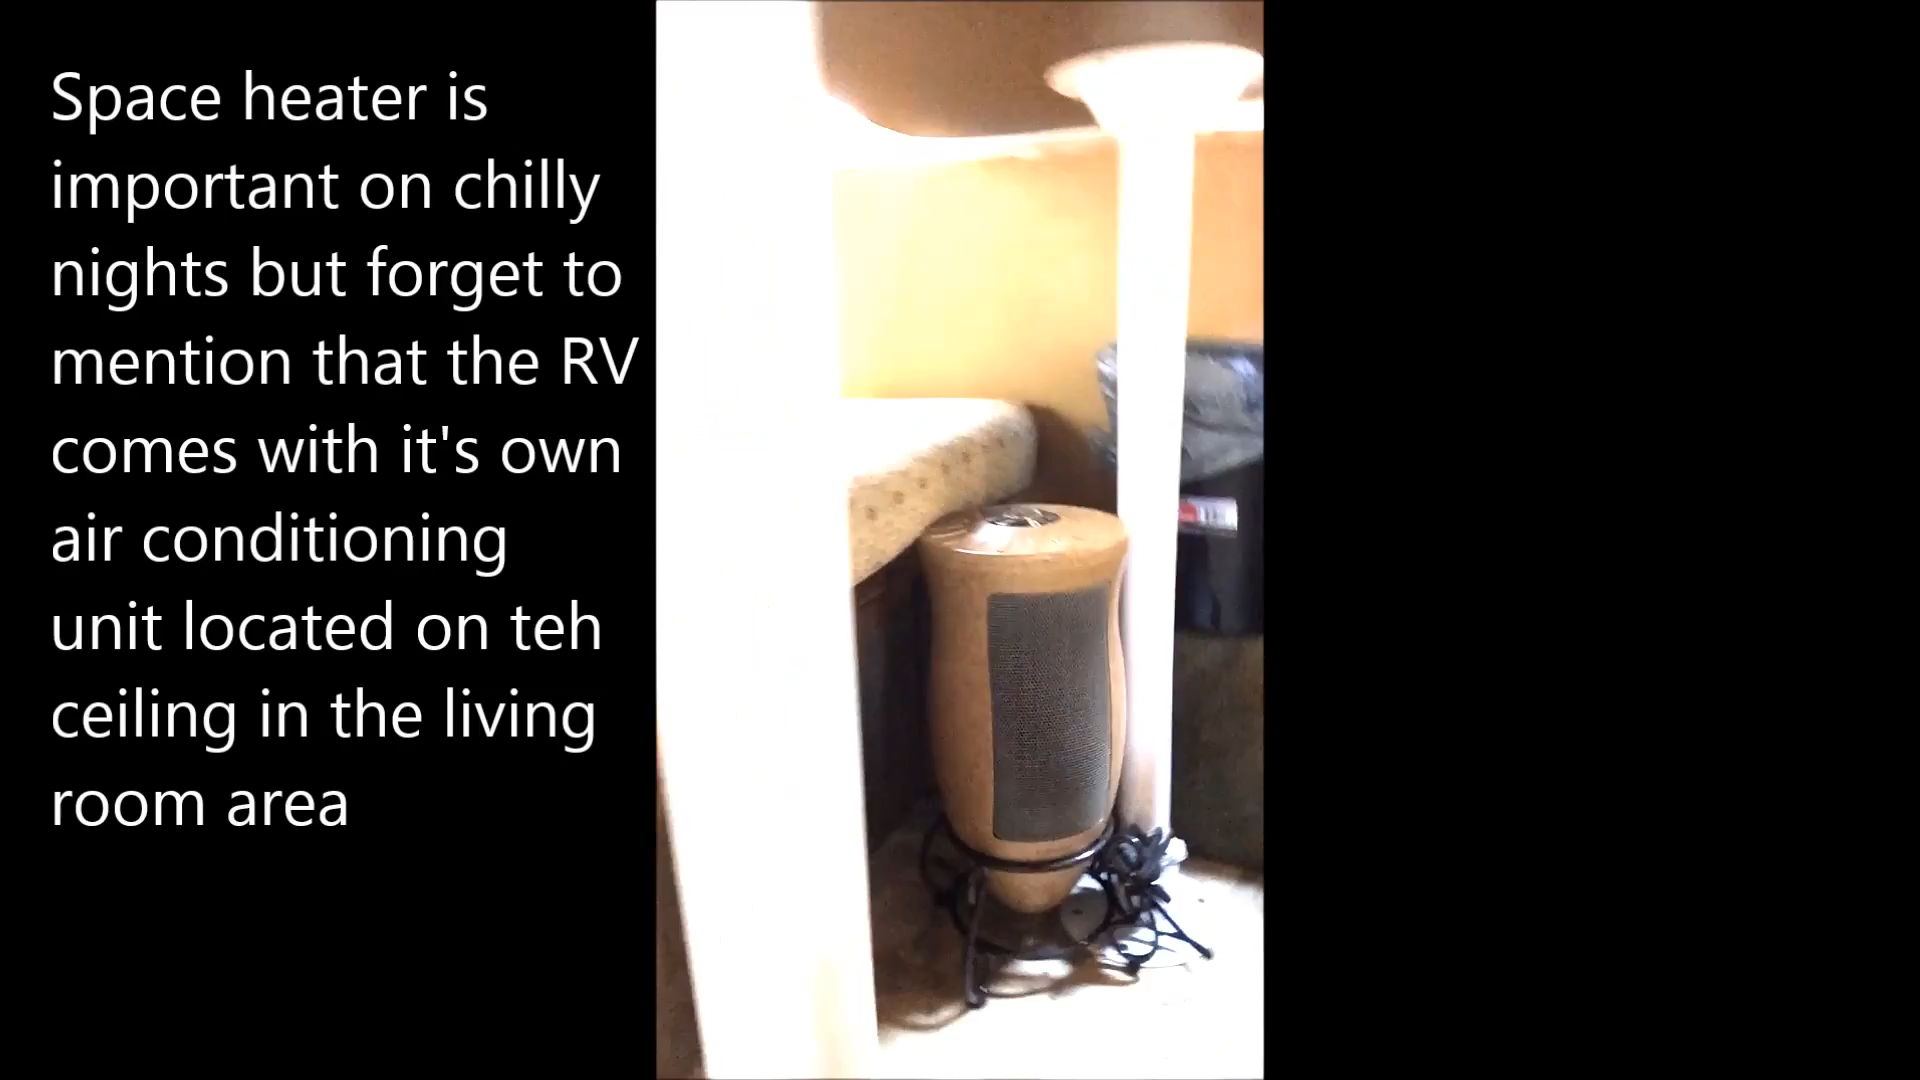 Space heater is
important on chilly
nights but forget to
mention that the RV
comes with it's own
air conditioning
unit located on teh
ceiling in the living
room area